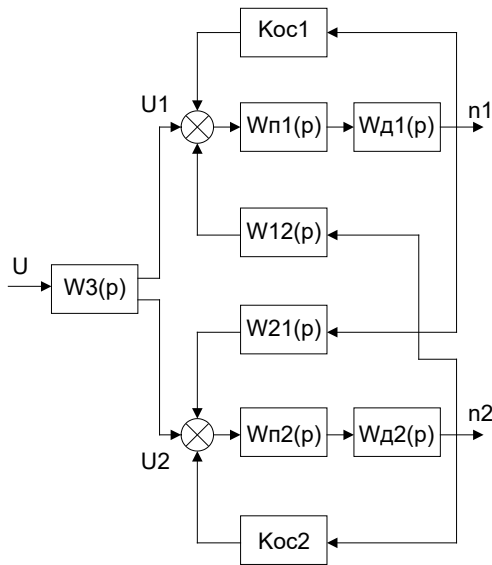 Кос1
U1
n1
Wп1(p)
Wд1(p)
W12(p)
U
W3(p)
W21(p)
n2
Wп2(p)
Wд2(p)
U2
Кос2